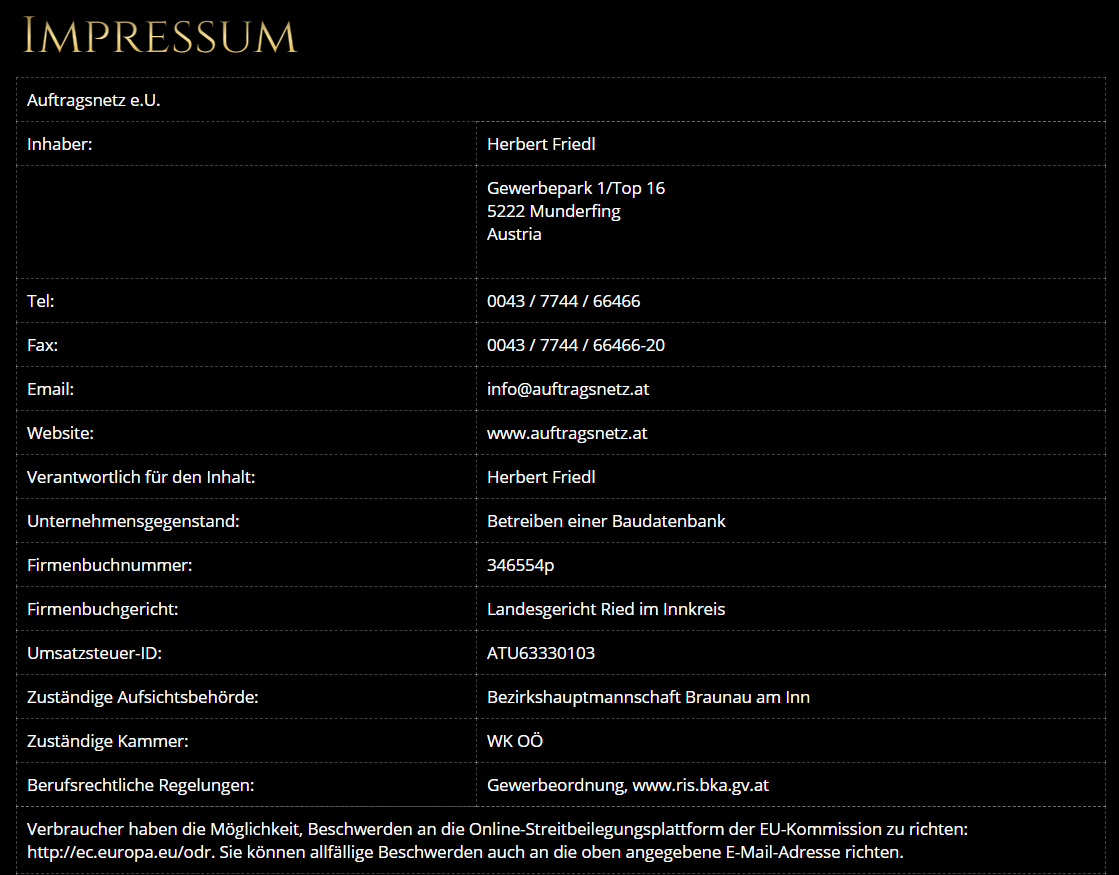 Impressum
Auftragsnetz e.U.
Inhaber: Herbert Friedl
Gewerbepark 1/Top 16
5222 Munderfing
Austria
Tel: 0043 / 7744 / 66466
Fax: 0043 / 7744 / 66466-20
Email: info@auftragsnetz.at
Website: www.auftragsnetz.at
Verantwortlich für den Inhalt: Herbert Friedl
Unternehmensgegenstand: Betreiben einer Baudatenbank
Firmenbuchnummer: 346554p
Firmenbuchgericht: Landesgericht Ried im Innkreis
Umsatzsteuer-ID: ATU63330103
Zuständige Aufsichtsbehörde: Bezirkshauptmannschaft Braunau am Inn
Zuständige Kammer: WK OÖ
Berufsrechtliche Regelungen: Gewerbeordnung, www.ris.bka.gv.at
Verbraucher haben die Möglichkeit, Beschwerden an die Online-Streitbeilegungsplattform der EU-Kommission zu richten:
http://ec.europa.eu/odr. Sie können allfällige Beschwerden auch an die oben angegebene E-Mail-Adresse richten.